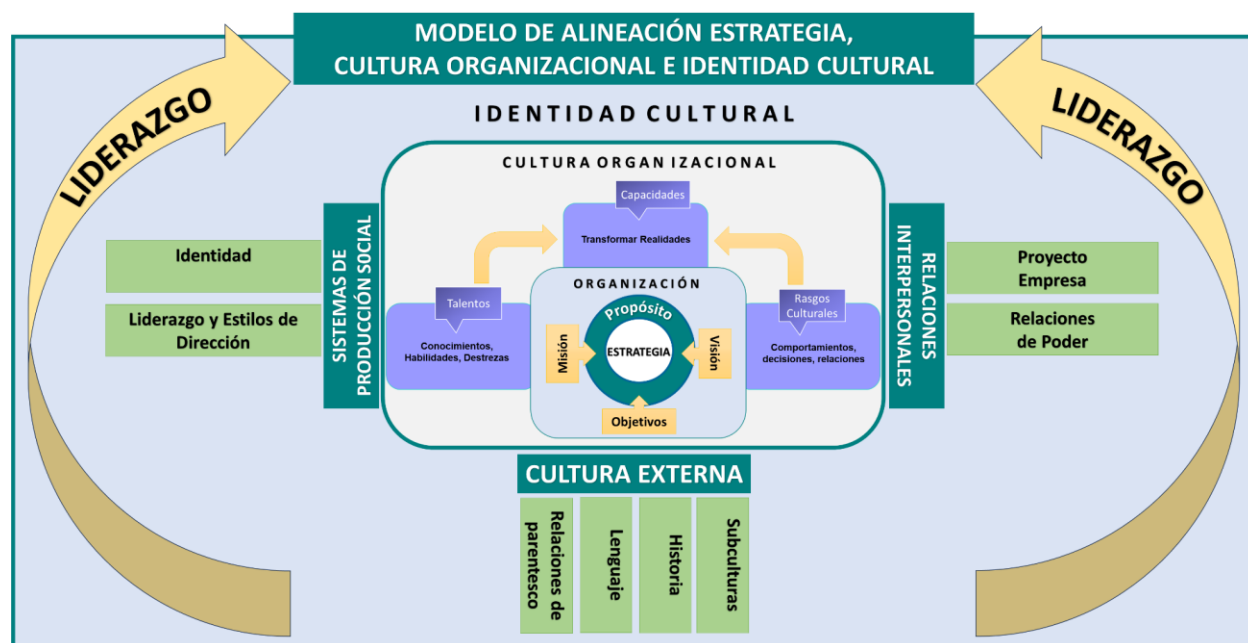 MODELO DE ALINEACIÓN ESTRATEGIA,
CULTURA ORGANIZACIONAL E IDENTIDAD CULTURAL
LIDERAZGO
LIDERAZGO
IDENTIDAD CULTURAL
CULTURA ORGANIZACIONAL
Capacidades
Transformar Realidades
SISTEMAS DE
PRODUCCIÓN SOCIAL
Identidad
Liderazgo y Estilos de
Dirección
Talentos
Conocimientos,
Habilidades, Destrezas
ORGANIZACIÓN
Propósito
ESTRATEGIA
Misión
Visión
Objetivos
Rasgos
Culturales
Comportamientos,
decisiones, relaciones
RELACIONES
INTERPERSONALES
Proyecto
Empresa
Relaciones
de Poder
CULTURA EXTERNA
Relaciones de
parentesco
Lenguaje
Historia
Subculturas